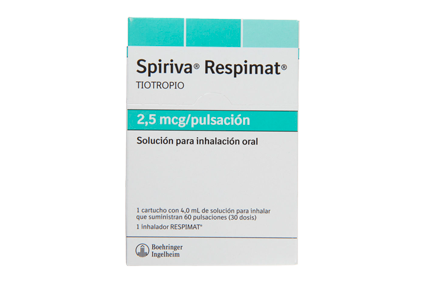 Spiriva® Respimat®
TIOTROPIO
2,5 mcg/pulsación
Solución para inhalación oral
1 cartucho con 4,0 mL de solución para inhalar
que suministran 60 pulsaciones (30 dosis)
1 inhalador RESPIMAT®
Boehringer
Ingelheim